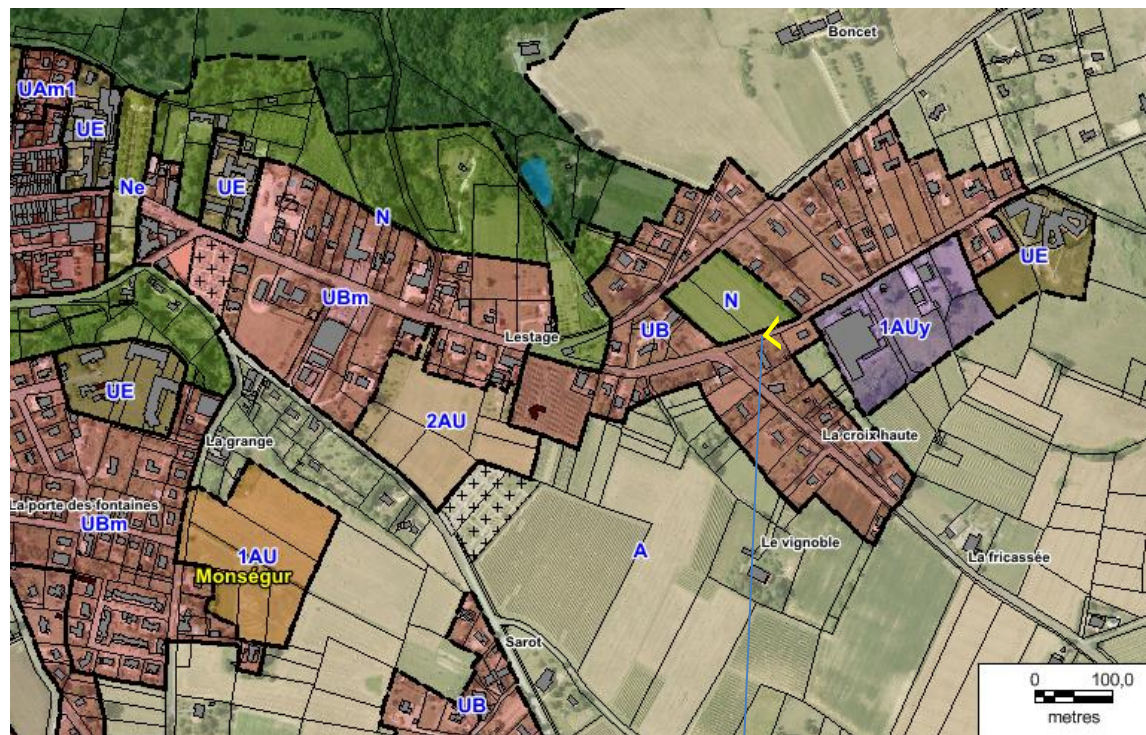 Boncet
UAm1
UE
Ne
UE
N
UE
N
1AUy
UBm
Lestage
UB
UE
2AU
La grange
La croix haute
La porte des fontaines
UBm
1AU
Monségur
A
Le vignoble
La fricassée
Sarot
UB
0 100,0
metres